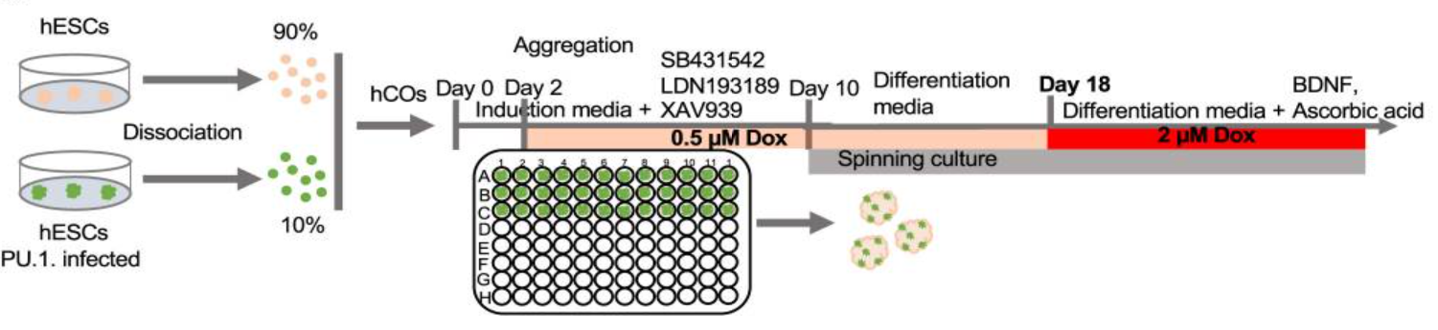 hESCs
90%
Dissociation
hESCs
PU.1. infected
10%
hCOs
Day 0
Day 2
Aggregation
SB431542
LDN193189
Induction media + XAV939
Day 10
Differentiation
media
Day 18
BDNF,
Differentiation media + Ascorbic acid
0.5 µM Dox
2 µM Dox
Spinning culture
1 2 3 4 5 6 7 8 9 10 11 1
A
B
C
D
E
F
G
H